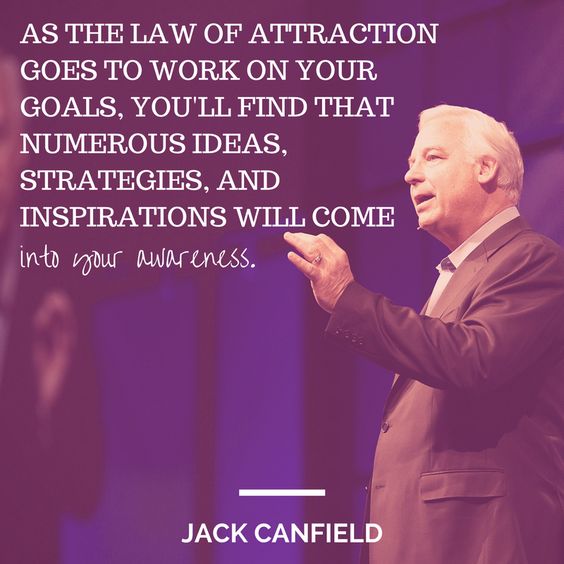 AS THE LAW OF ATTRACTION
GOES TO WORK ON YOUR
GOALS, YOU'LL FIND THAT
NUMEROUS IDEAS,
STRATEGIES, AND
INSPIRATIONS WILL COME
into your awareness.
JACK CANFIELD